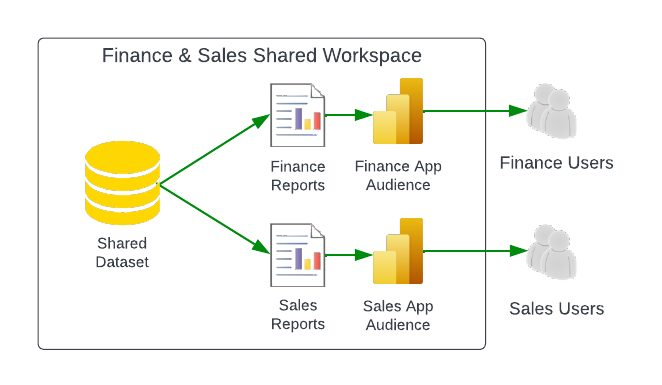 Finance & Sales Shared Workspace
Finance
Reports
Finance App
Audience
Finance Users
Shared
Dataset
Sales
Reports
Sales App
Audience
Sales Users